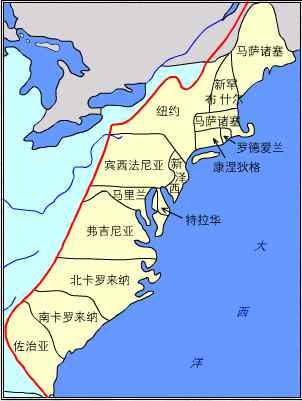 马萨诸塞
新罕
布什尔
纽约
马萨诸塞
罗德爱兰
康涅狄格
宾西法尼亚
新泽西
马里兰
特拉华
弗吉尼亚
大西洋
北卡罗来纳
南卡罗来纳
佐治亚